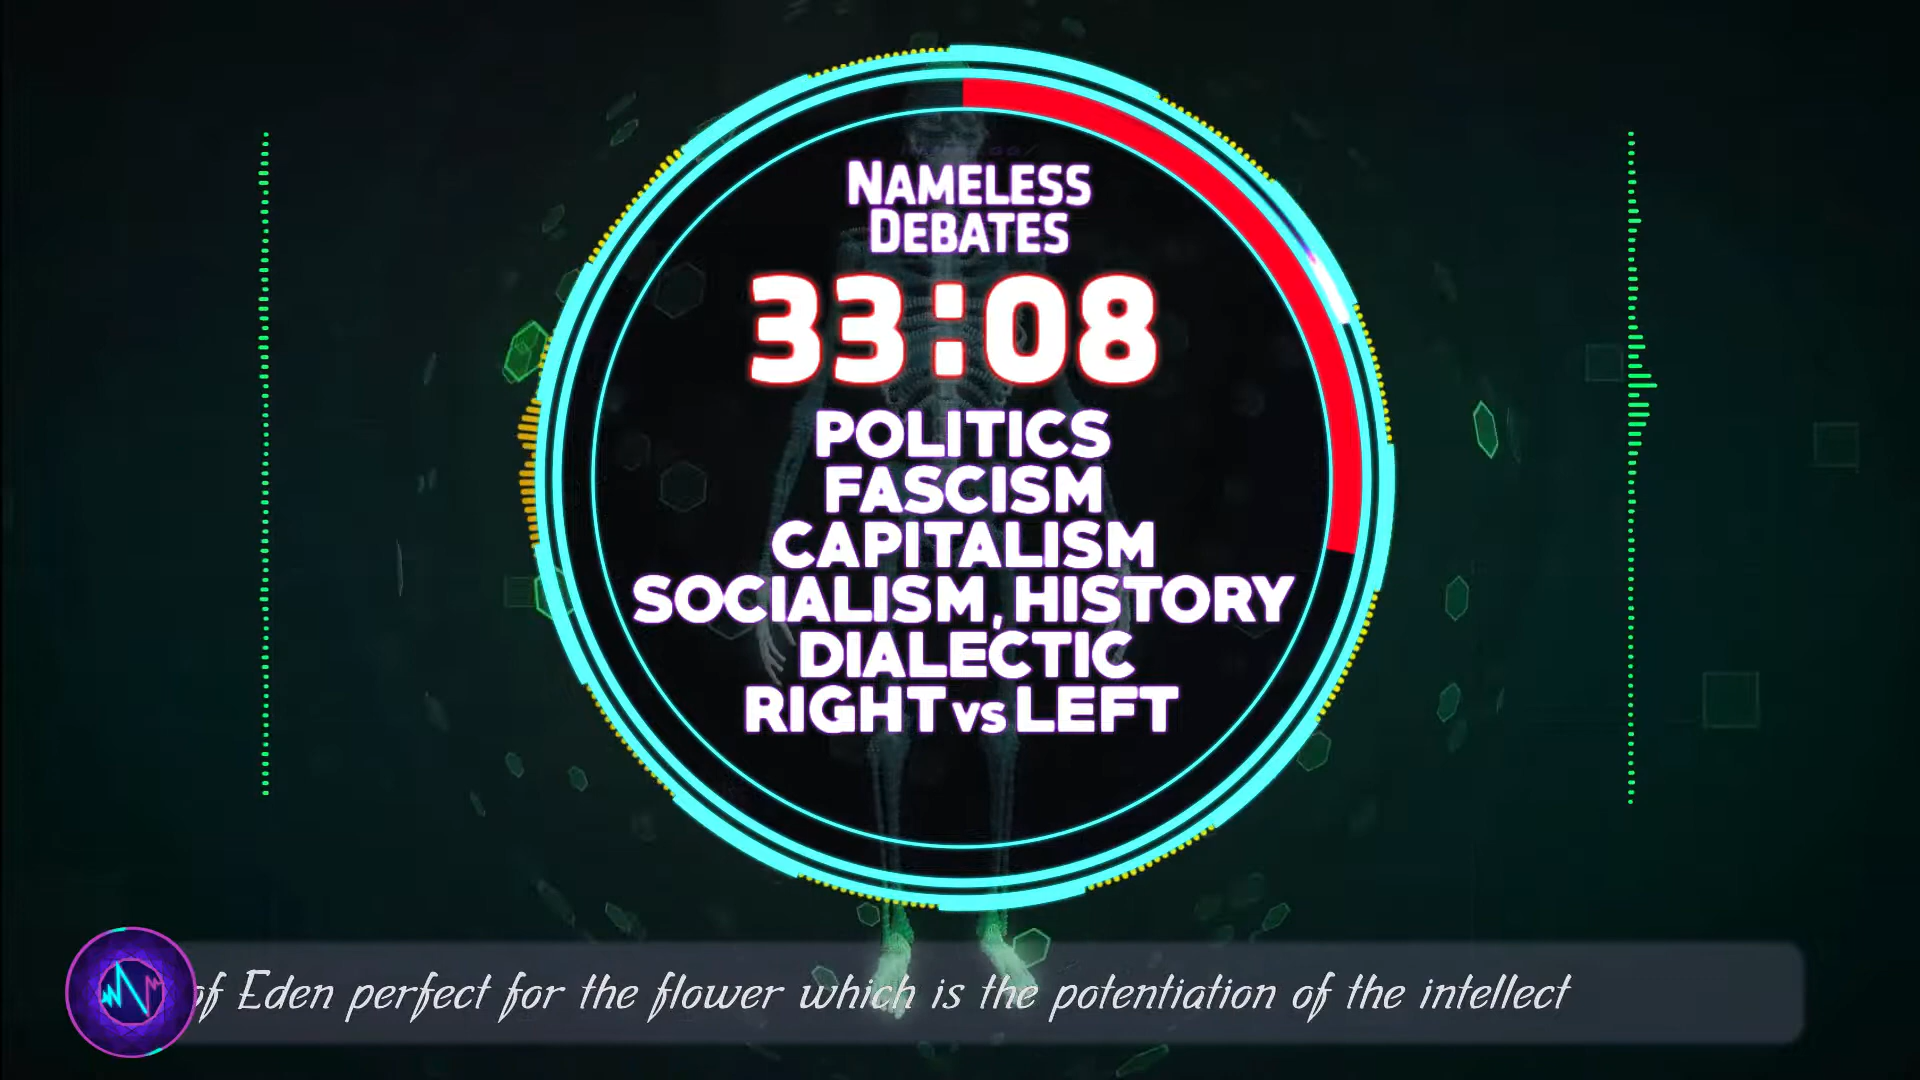 NAMELESS
DEBATES
33:08
POLITICS
FASCISM
CAPITALISM
SOCIALISM, HISTORY
DIALECTIC
RIGHT vs LEFT
of Eden perfect for the flower which is the potentiation of the intellect